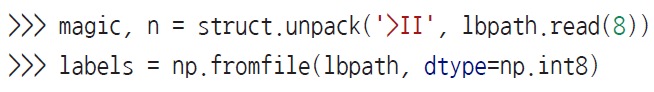 >>> magic, n = struct.unpack('>II', lbpath.read(8))
>>> labels = np.fromfile(lbpath, dtype=np.int8)